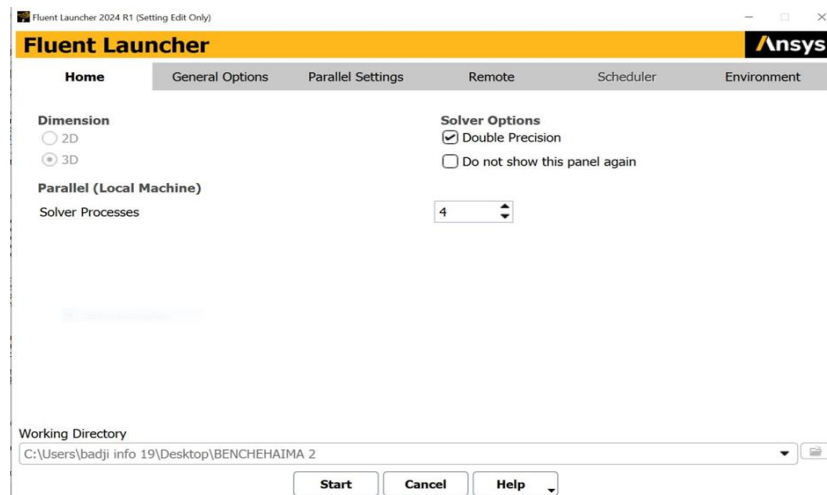 Fluent Launcher 2024 R1 (Setting Edit Only)
Fluent Launcher
Ansys
Home General Options Parallel Settings Remote Scheduler Environment
Dimension
2D
3D
Solver Options
Double Precision
Do not show this panel again
Parallel (Local Machine)
Solver Processes 4
Working Directory
C:\Users\badji info 19\Desktop\BENCHEHAIMA 2
Start Cancel Help